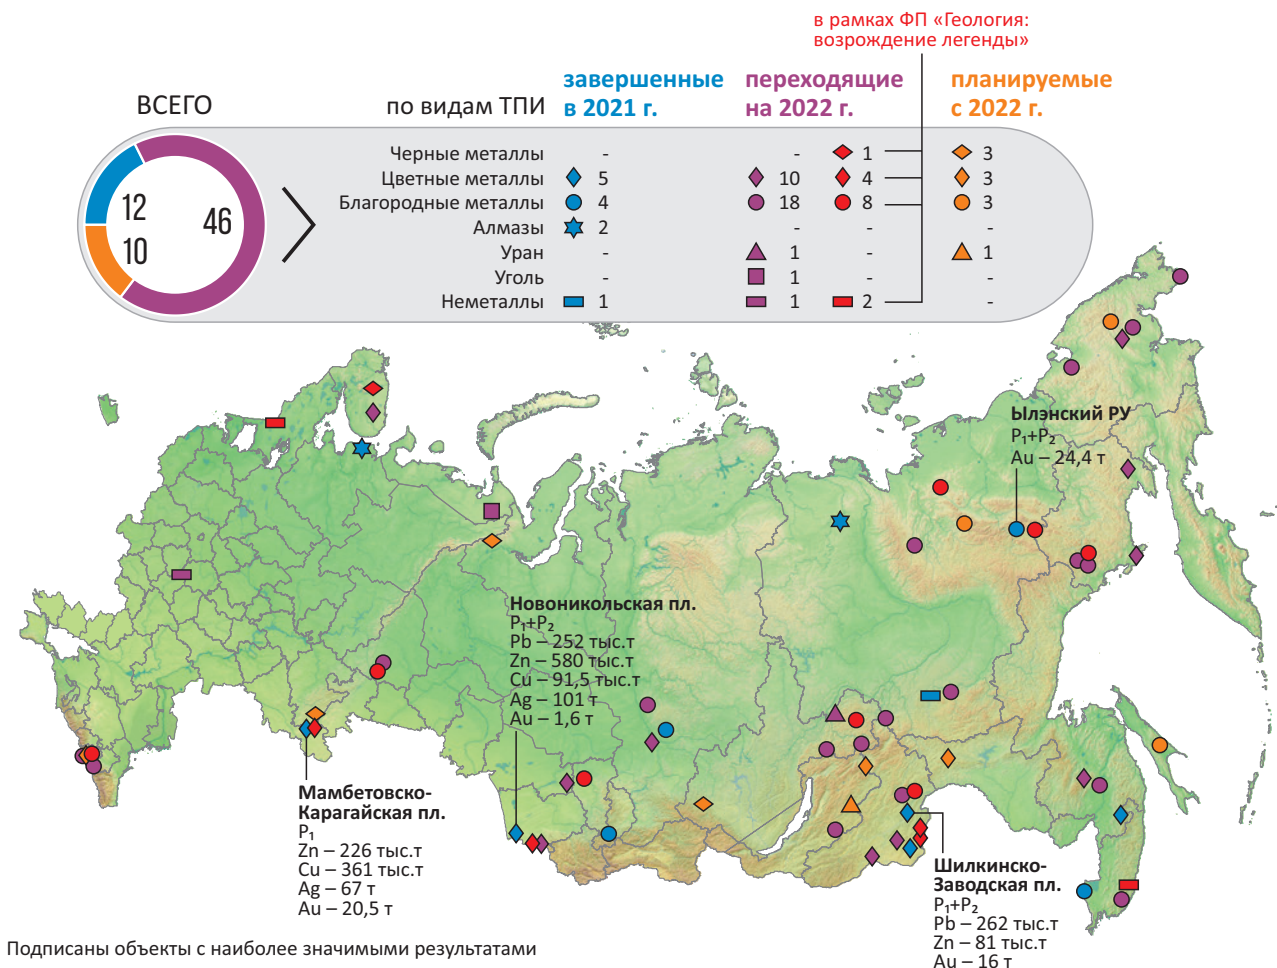 в рамках ФП «Геология:
возрождение легенды»
ВСЕГО
по видам ТПИ
завершенные
в 2021 г.
переходящие
на 2022 г.
планируемые
с 2022 г.
12
46
10
Черные металлы - - 1 3
Цветные металлы 5 10 4 3
Благородные металлы 4 18 8 3
Алмазы 2 - - -
Уран - 1 - 1
Уголь - 1 - -
Неметаллы 1 1 2 -
Ылэнский РУ
P₁+P₂
Au – 24,4 т
Новоникольская пл.
P₁+P₂
Pb – 252 тыс.т
Zn – 580 тыс.т
Cu – 91,5 тыс.т
Ag – 101 т
Au – 1,6 т
Мамбетовско-
Карагайская пл.
P₁
Zn – 226 тыс.т
Cu – 361 тыс.т
Ag – 67 т
Au – 20,5 т
Шилкинско-
Заводская пл.
P₁+P₂
Pb – 262 тыс.т
Zn – 81 тыс.т
Au – 16 т
Подписаны объекты с наиболее значимыми результатами